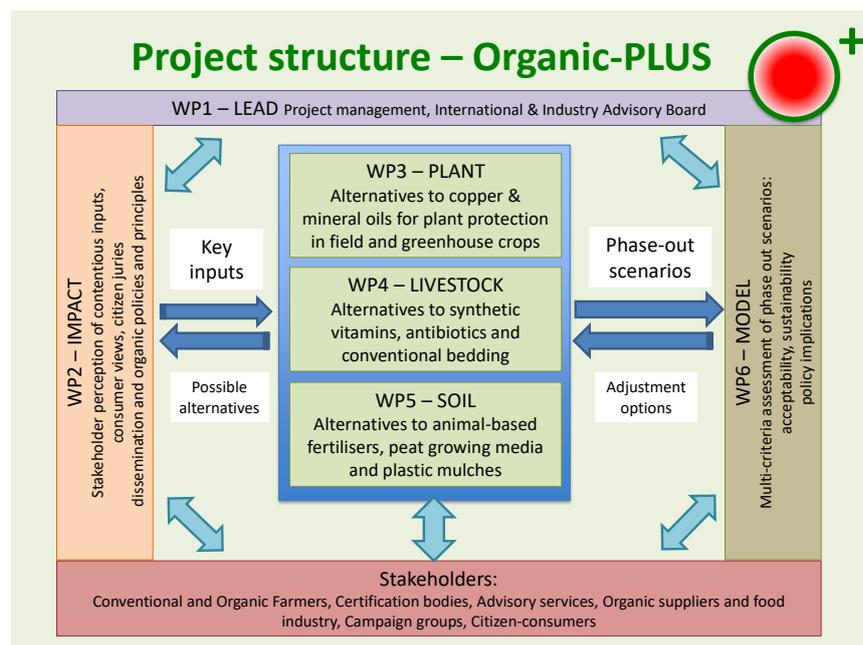 Project structure – Organic-PLUS
+
WP1 – LEAD Project management, International & Industry Advisory Board
WP2 – IMPACT
Stakeholder perception of contentious inputs,
consumer views, citizen juries
dissemination and organic policies and principles
Key
inputs
Possible
alternatives
WP3 – PLANT
Alternatives to copper &
mineral oils for plant protection
in field and greenhouse crops
WP4 – LIVESTOCK
Alternatives to synthetic
vitamins, antibiotics and
conventional bedding
WP5 – SOIL
Alternatives to animal-based
fertilisers, peat growing media
and plastic mulches
Phase-out
scenarios
Adjustment
options
WP6 – MODEL
Multi-criteria assessment of phase out scenarios:
acceptability, sustainability
policy implications
Stakeholders:
Conventional and Organic Farmers, Certification bodies, Advisory services, Organic suppliers and food
industry, Campaign groups, Citizen-consumers